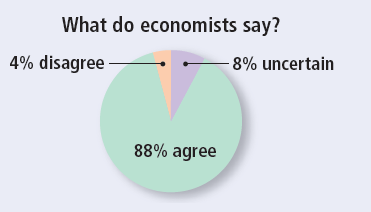 What do economists say?
4% disagree
8% uncertain
88% agree